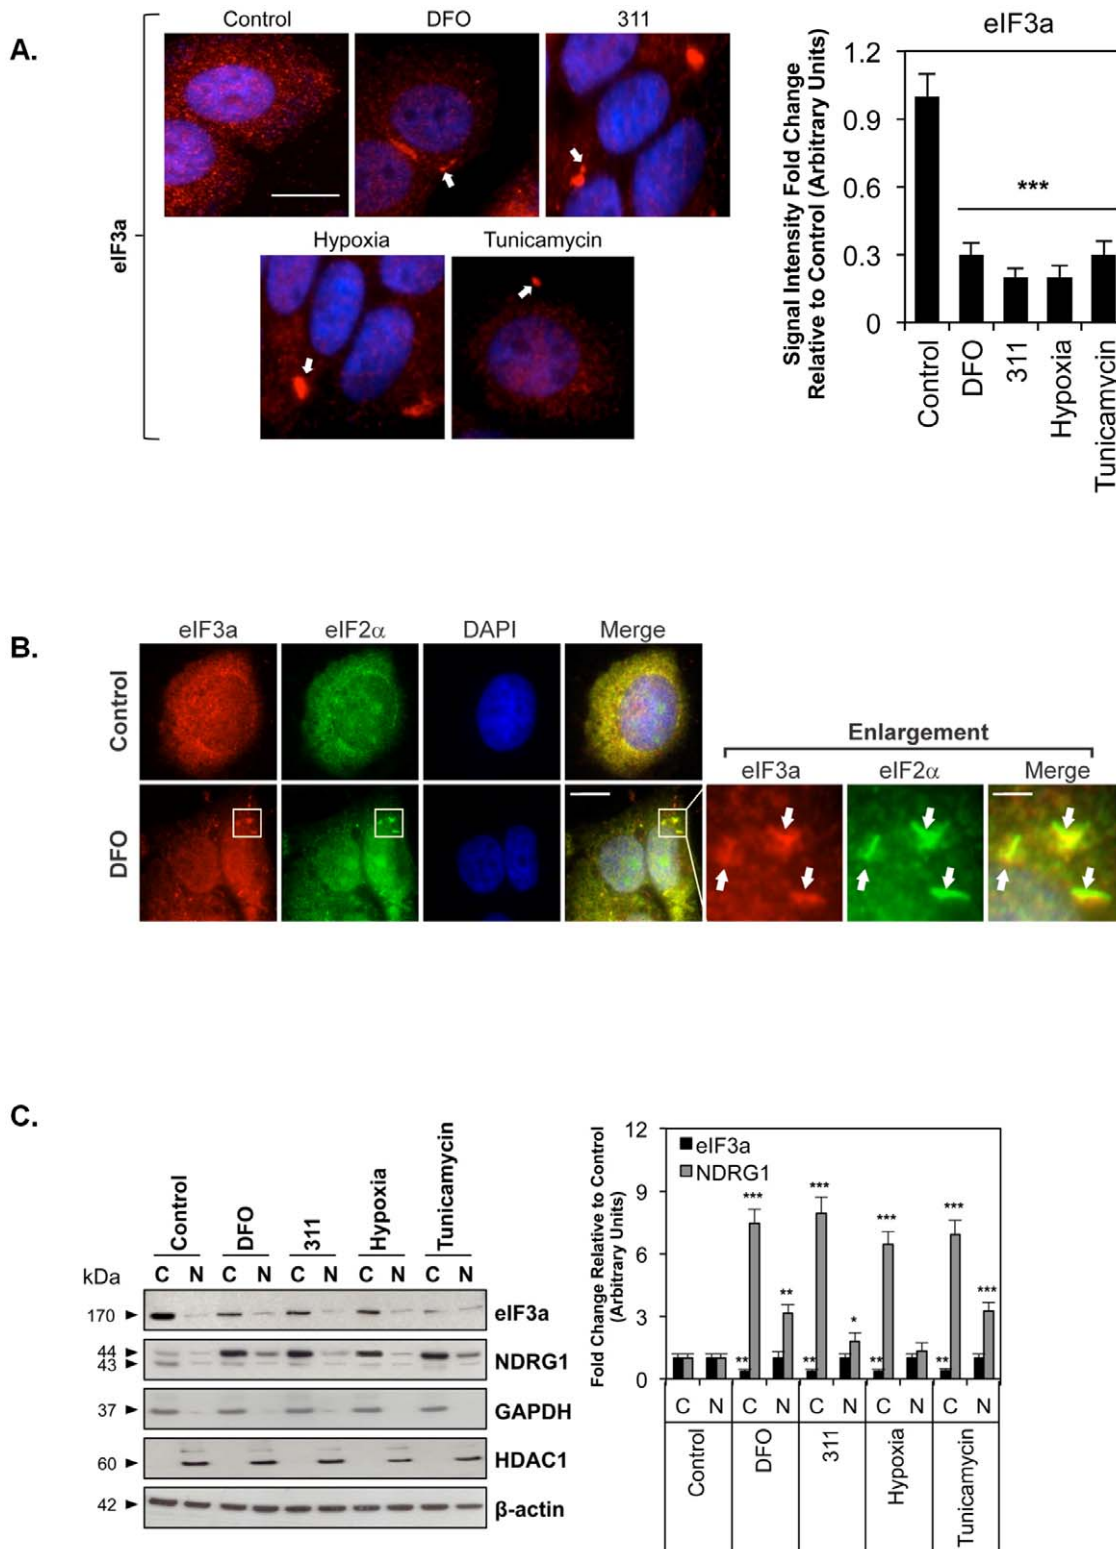 A.
eIF3a
Control DFO 311
Hypoxia Tunicamycin
eIF3a
Signal Intensity Fold Change
Relative to Control (Arbitrary Units)
1.2
0.9
0.6
0.3
0
***
Control
DFO
311
Hypoxia
Tunicamycin
B.
eIF3a eIF2α DAPI Merge
Control
DFO
Enlargement
eIF3a eIF2α Merge
C.
Control DFO 311 Hypoxia Tunicamycin
kDa C N C N C N C N C N
170 eIF3a
44
43 NDRG1
37 GAPDH
60 HDAC1
42 β-actin
Fold Change Relative to Control
(Arbitrary Units)
12
9
6
3
0
eIF3a
NDRG1
** *** **
** *** *
** ***
** *** ***
C N C N C N C N C N
Control
DFO
311
Hypoxia
Tunicamycin